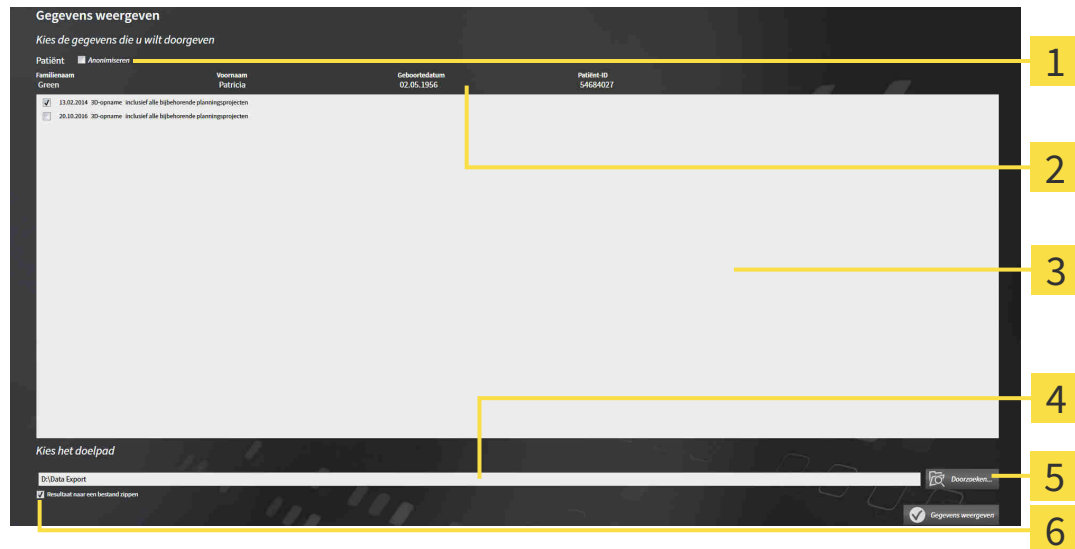 Gegevens weergeven
Kies de gegevens die u wilt doorgeven
Patiënt Anonimiseren
1
Familienaam Voornaam Geboortedatum Patiënt-ID
Green Patricia 02.05.1956 54684027
13.02.2014 3D-opname inclusief alle bijbehorende planningsprojecten
20.10.2016 3D-opname inclusief alle bijbehorende planningsprojecten
2
3
4
Kies het doelpad
D:\Data Export Doorzoeken...
5
Resultaat naar een bestand zippen
Gegevens weergeven
6